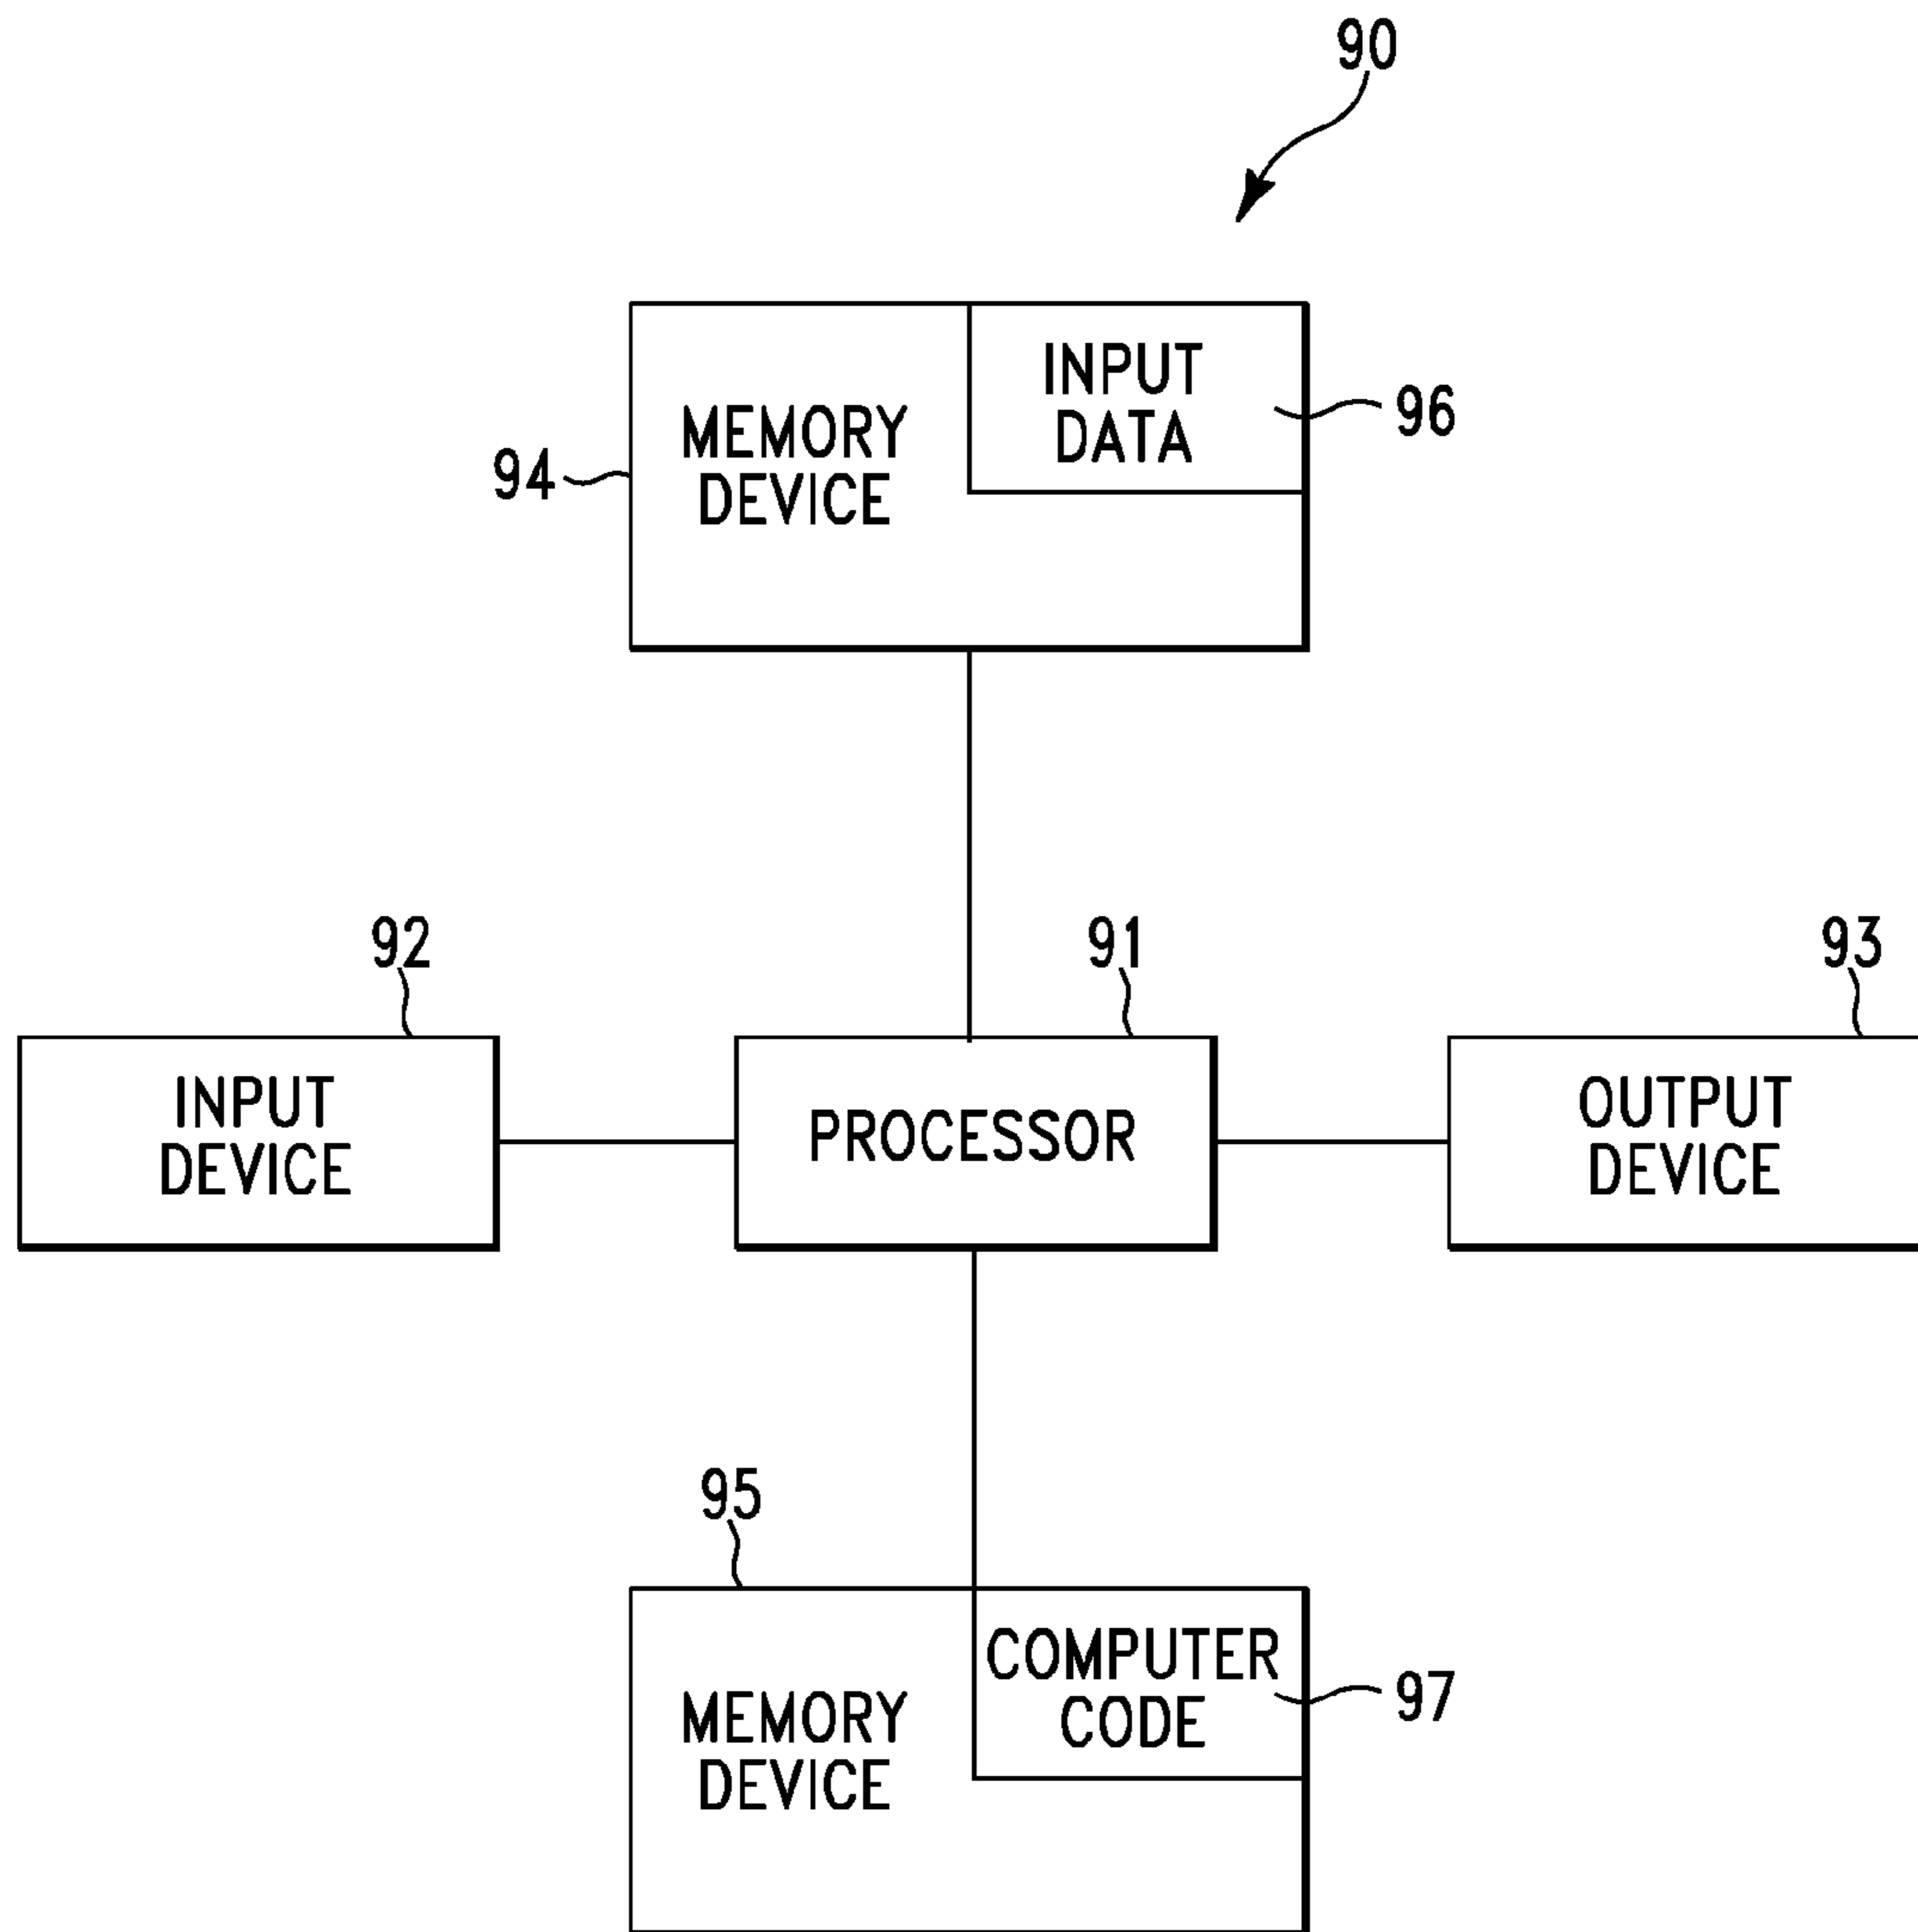 90
INPUT
DATA
96
MEMORY
DEVICE
94
92
91
93
INPUT
DEVICE
PROCESSOR
OUTPUT
DEVICE
95
COMPUTER
CODE
97
MEMORY
DEVICE